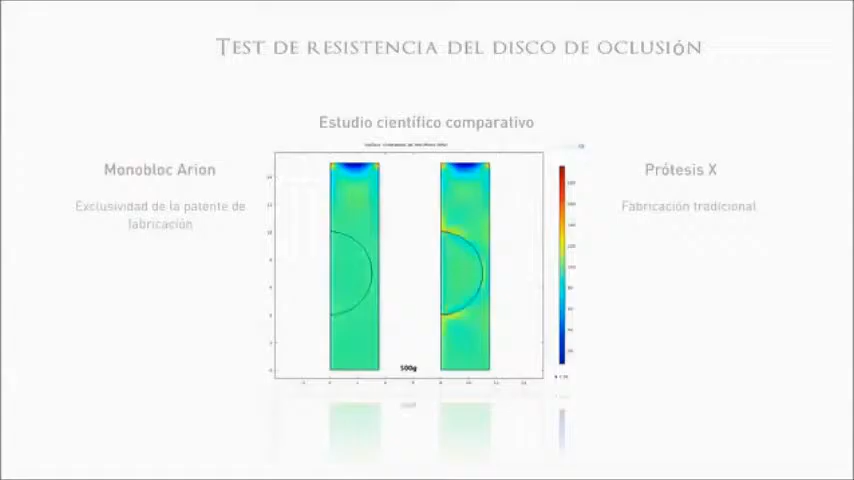 TEST DE RESISTENCIA DEL DISCO DE OCLUSIÓN
Estudio científico comparativo
Monobloc Arion
Exclusividad de la patente de
fabricación
Prótesis X
Fabricación tradicional
500g